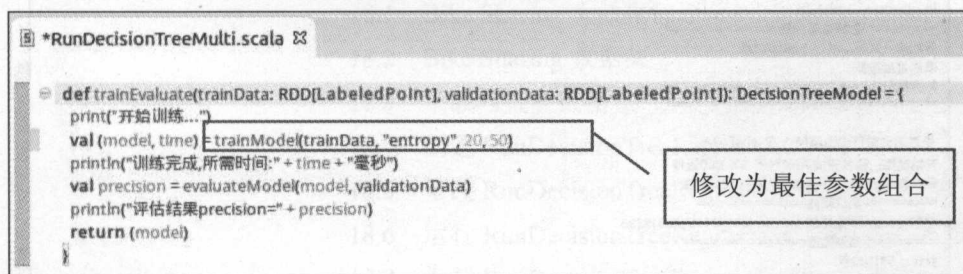 *RunDecisionTreeMulti.scala
def trainEvaluate(trainData: RDD[LabeledPoint], validationData: RDD[LabeledPoint]): DecisionTreeModel = {
print("开始训练...")
val (model, time) = trainModel(trainData, "entropy", 20, 50)
println("训练完成,所需时间:" + time + "毫秒")
val precision = evaluateModel(model, validationData)
println("评估结果precision=" + precision)
return (model)
}
修改为最佳参数组合